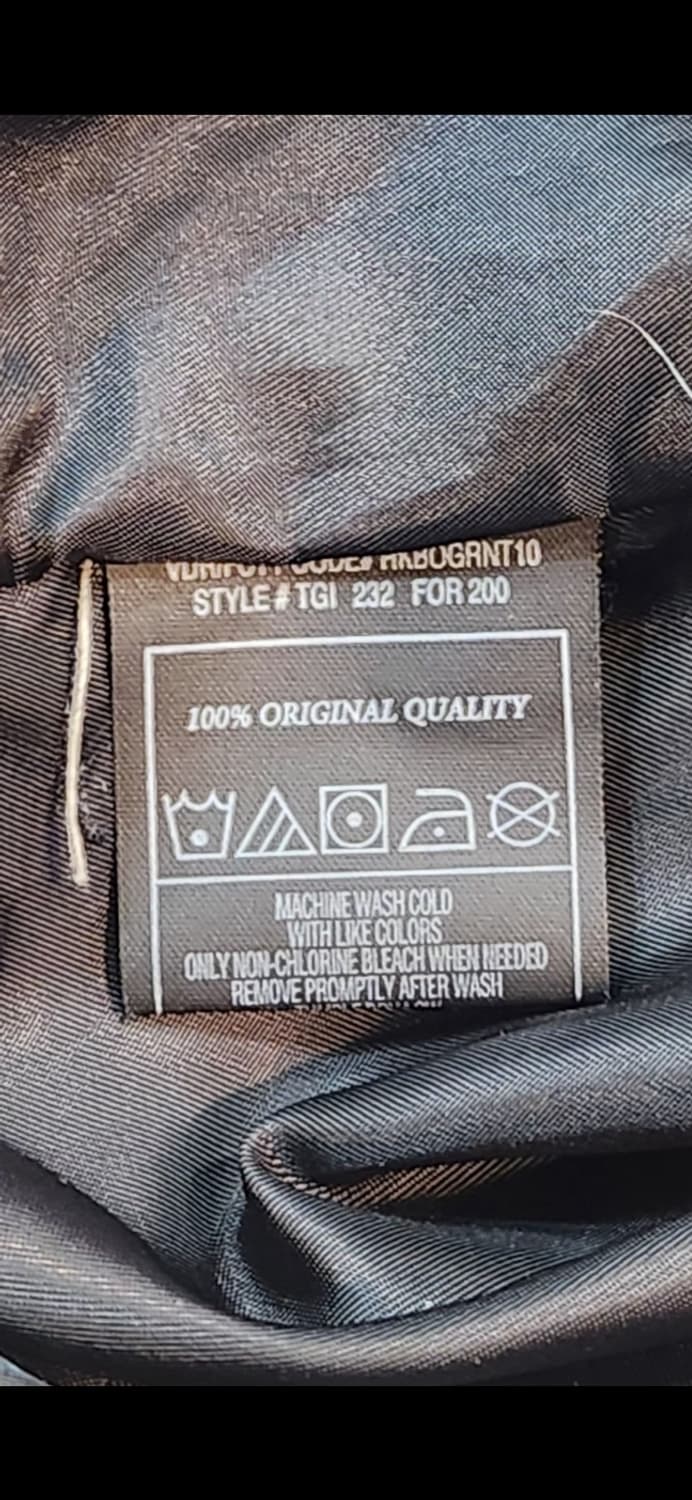 HKBOGRNT10
STYLE # TGI 232 FOR 200
100% ORIGINAL QUALITY
MACHINE WASH COLD
WITH LIKE COLORS
ONLY NON-CHLORINE BLEACH WHEN NEEDED
REMOVE PROMPTLY AFTER WASH